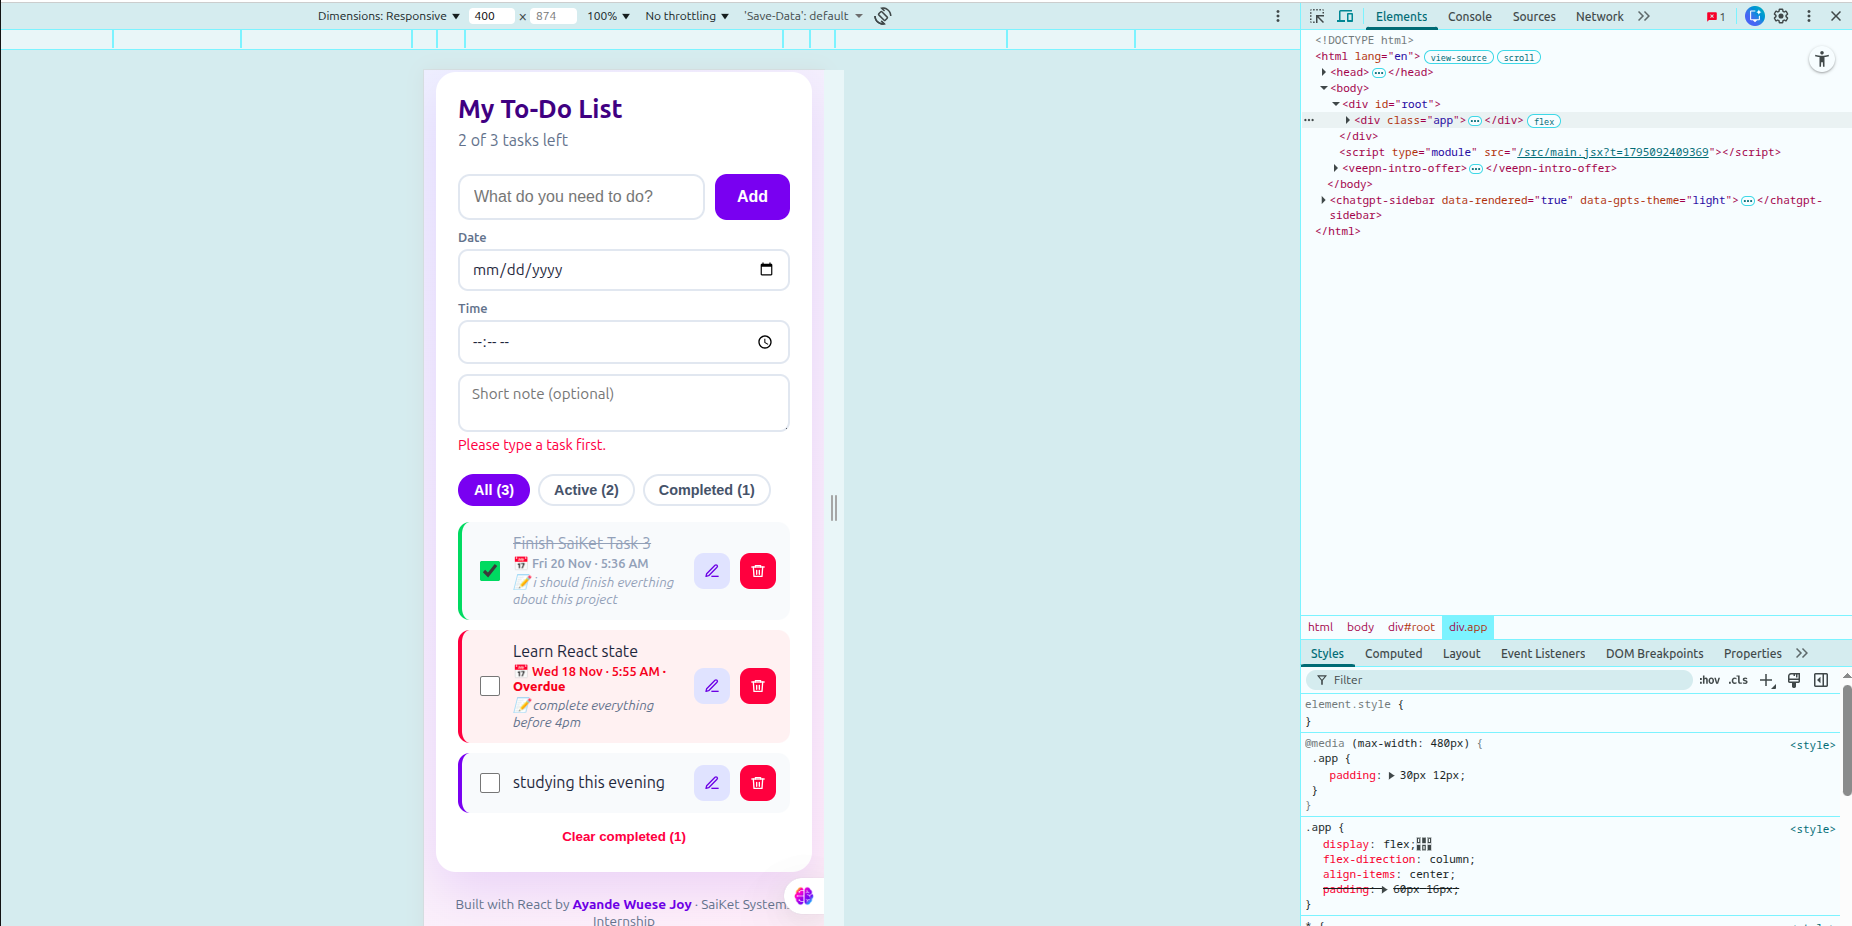 Dimensions: Responsive ▼ 400 × 874 100% ▼ No throttling ▼ 'Save-Data': default ▼
Elements Console Sources Network >> 1
My To-Do List
2 of 3 tasks left
What do you need to do? Add
Date
mm/dd/yyyy
Time
--:-- --
Short note (optional)
Please type a task first.
All (3) Active (2) Completed (1)
Finish SaiKet Task 3
📅 Fri 20 Nov · 5:36 AM
📝 i should finish everthing
about this project
Learn React state
📅 Wed 18 Nov · 5:55 AM ·
Overdue
📝 complete everything
before 4pm
studying this evening
Clear completed (1)
Built with React by Ayande Wuese Joy · SaiKet System
Internship
<!DOCTYPE html>
<html lang="en"> view-source scroll
▶ <head> ••• </head>
▼ <body>
▼ <div id="root">
••• ▶ <div class="app"> ••• </div> flex
</div>
<script type="module" src="/src/main.jsx?t=1795092409369"></script>
▶ <veepn-intro-offer> ••• </veepn-intro-offer>
</body>
▶ <chatgpt-sidebar data-rendered="true" data-gpts-theme="light"> ••• </chatgpt-
sidebar>
</html>
html body div#root div.app
Styles Computed Layout Event Listeners DOM Breakpoints Properties >>
Filter :hov .cls
element.style {
}
@media (max-width: 480px) { <style>
.app {
padding: ▶ 30px 12px;
}
}
.app { <style>
display: flex;
flex-direction: column;
align-items: center;
padding: ▶ 60px 16px;
}